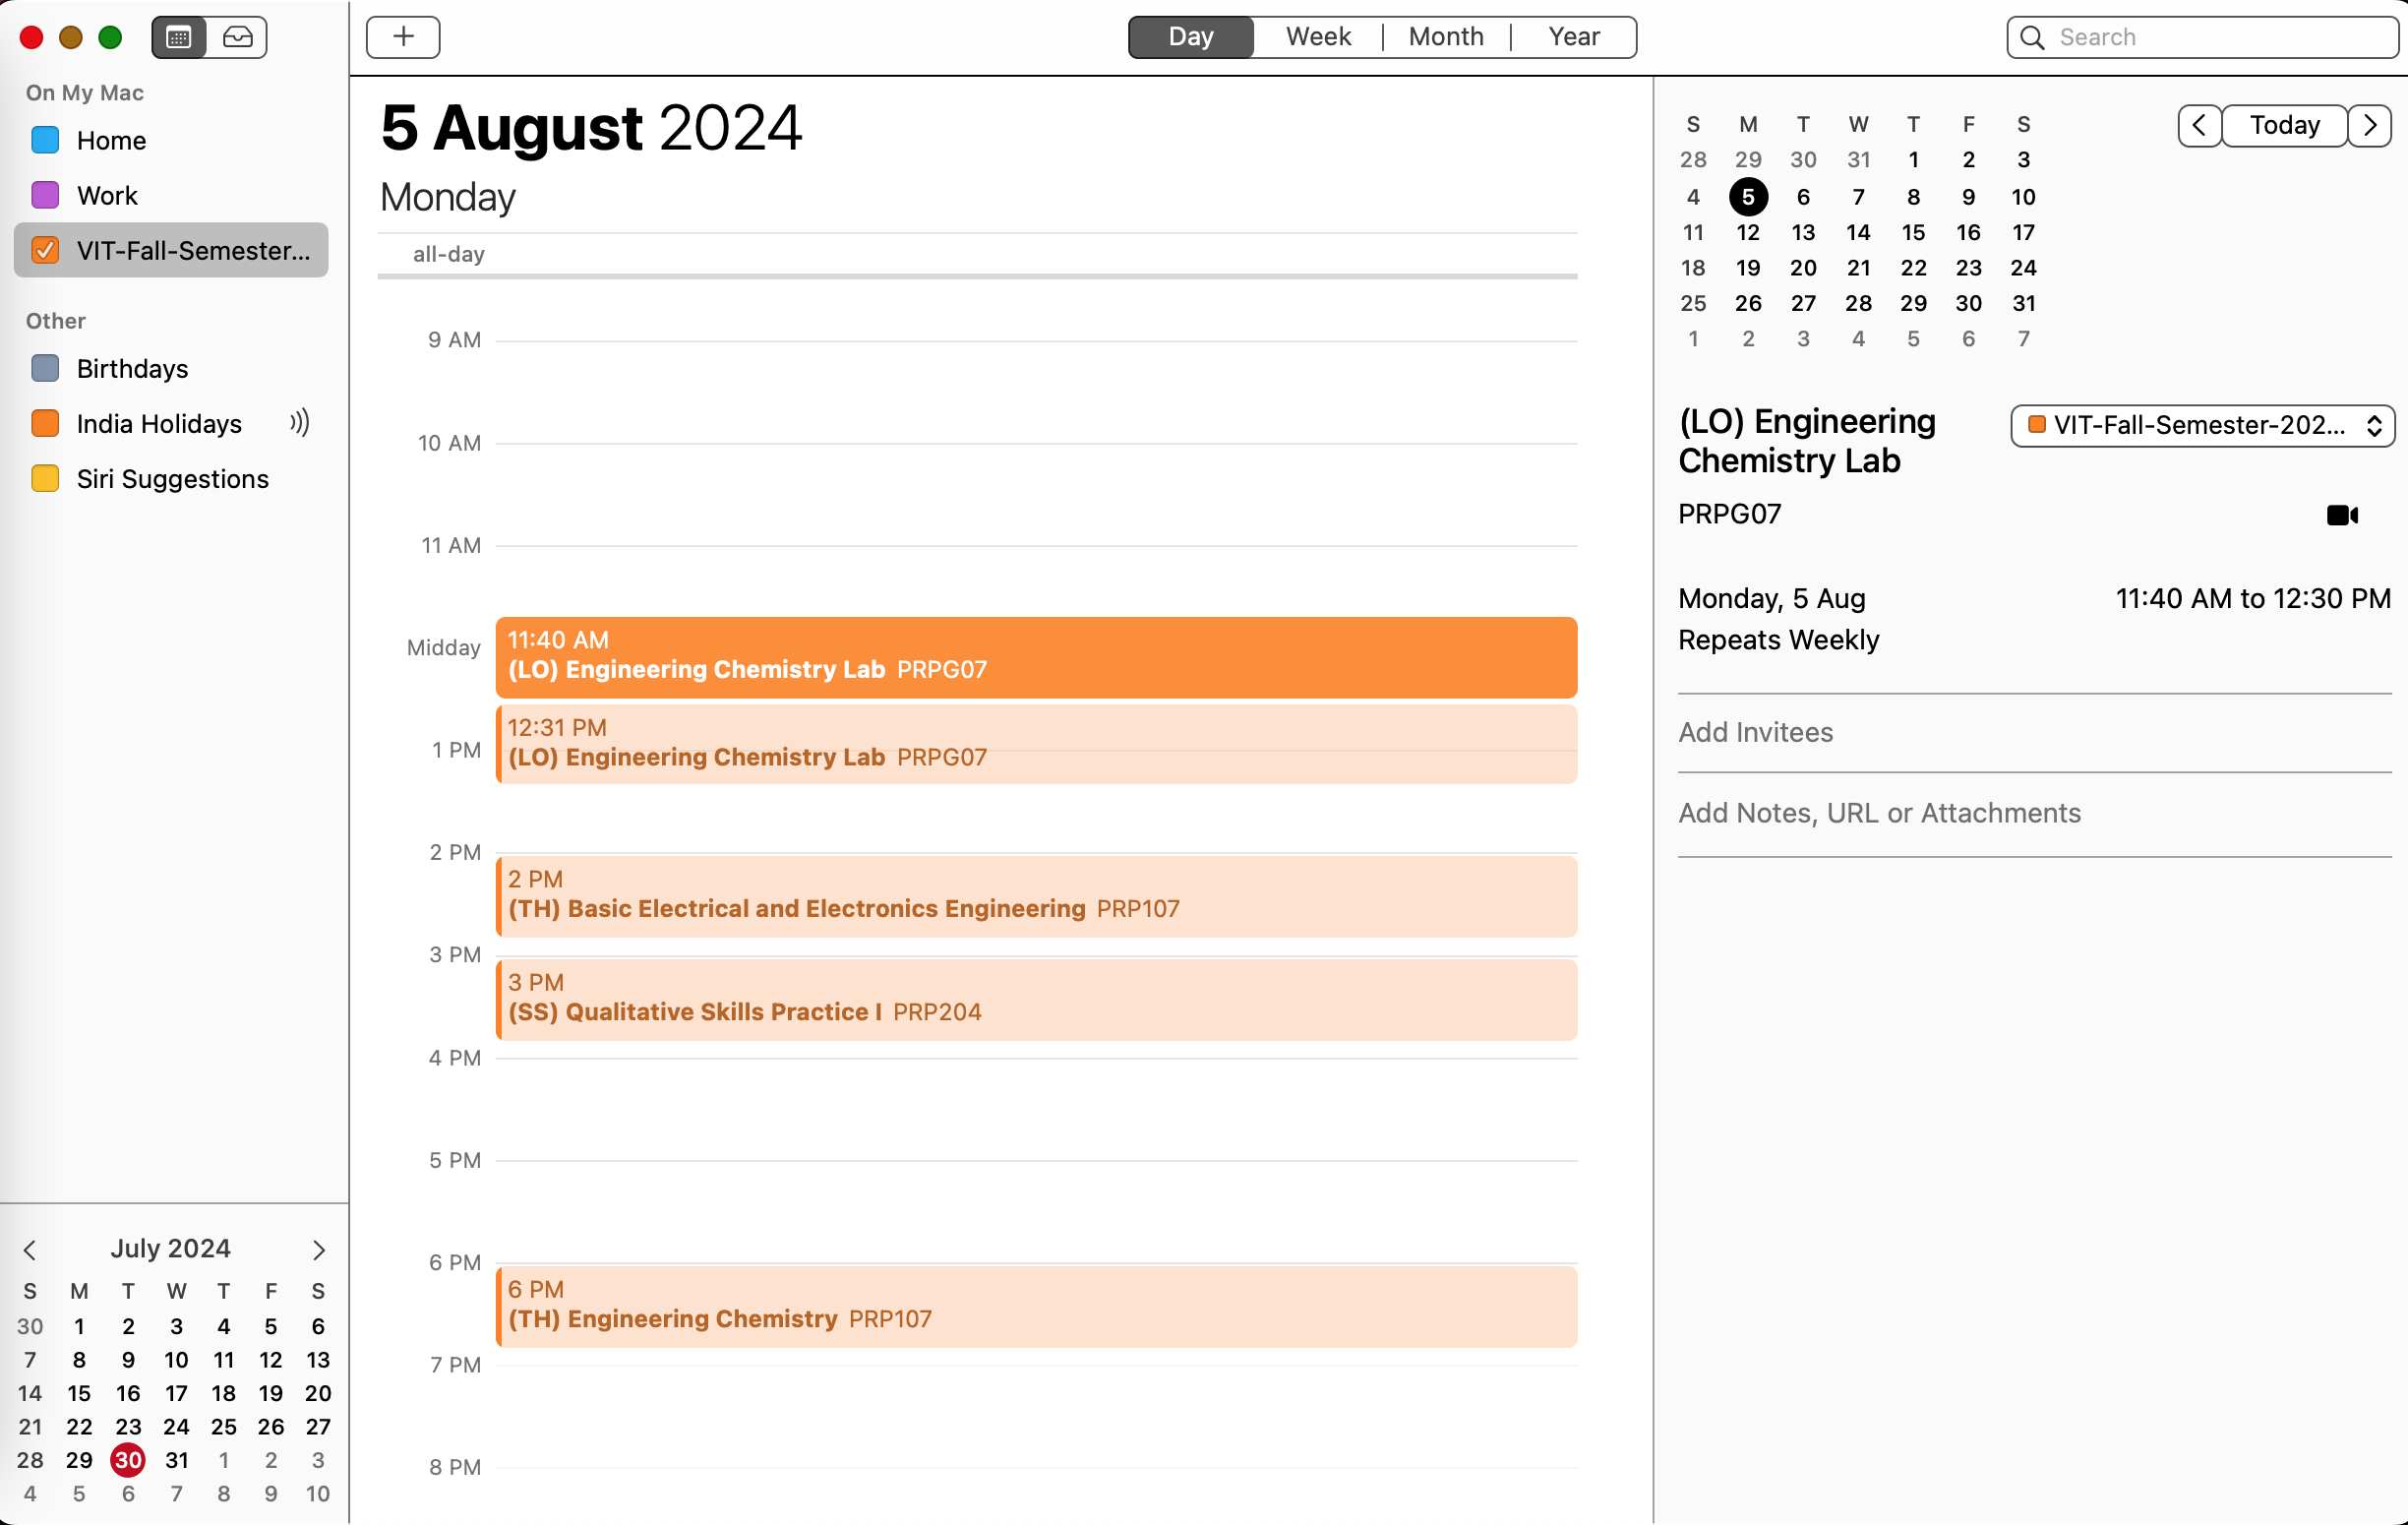 On My Mac
Home
Work
VIT-Fall-Semester...
Other
Birthdays
India Holidays
Siri Suggestions
July 2024
S M T W T F S
30 1 2 3 4 5 6
7 8 9 10 11 12 13
14 15 16 17 18 19 20
21 22 23 24 25 26 27
28 29 30 31 1 2 3
4 5 6 7 8 9 10
Day Week Month Year
Search
5 August 2024
Monday
all-day
9 AM
10 AM
11 AM
Midday
11:40 AM
(LO) Engineering Chemistry Lab PRPG07
12:31 PM
1 PM
(LO) Engineering Chemistry Lab PRPG07
2 PM
2 PM
(TH) Basic Electrical and Electronics Engineering PRP107
3 PM
3 PM
(SS) Qualitative Skills Practice I PRP204
4 PM
5 PM
6 PM
6 PM
(TH) Engineering Chemistry PRP107
7 PM
8 PM
S M T W T F S
28 29 30 31 1 2 3
4 5 6 7 8 9 10
11 12 13 14 15 16 17
18 19 20 21 22 23 24
25 26 27 28 29 30 31
1 2 3 4 5 6 7
Today
(LO) Engineering
Chemistry Lab
VIT-Fall-Semester-202...
PRPG07
Monday, 5 Aug 11:40 AM to 12:30 PM
Repeats Weekly
Add Invitees
Add Notes, URL or Attachments